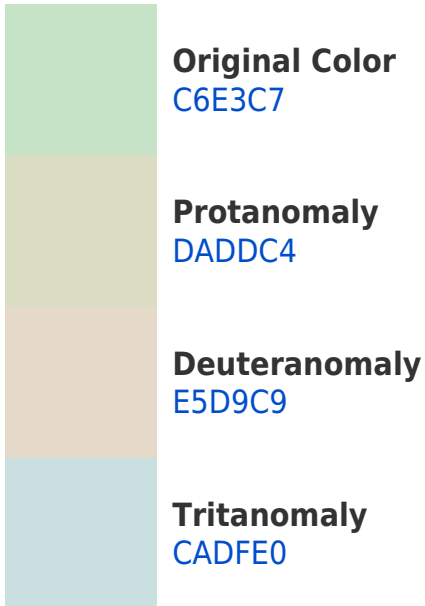 Original Color
C6E3C7
Protanomaly
DADDC4
Deuteranomaly
E5D9C9
Tritanomaly
CADFE0